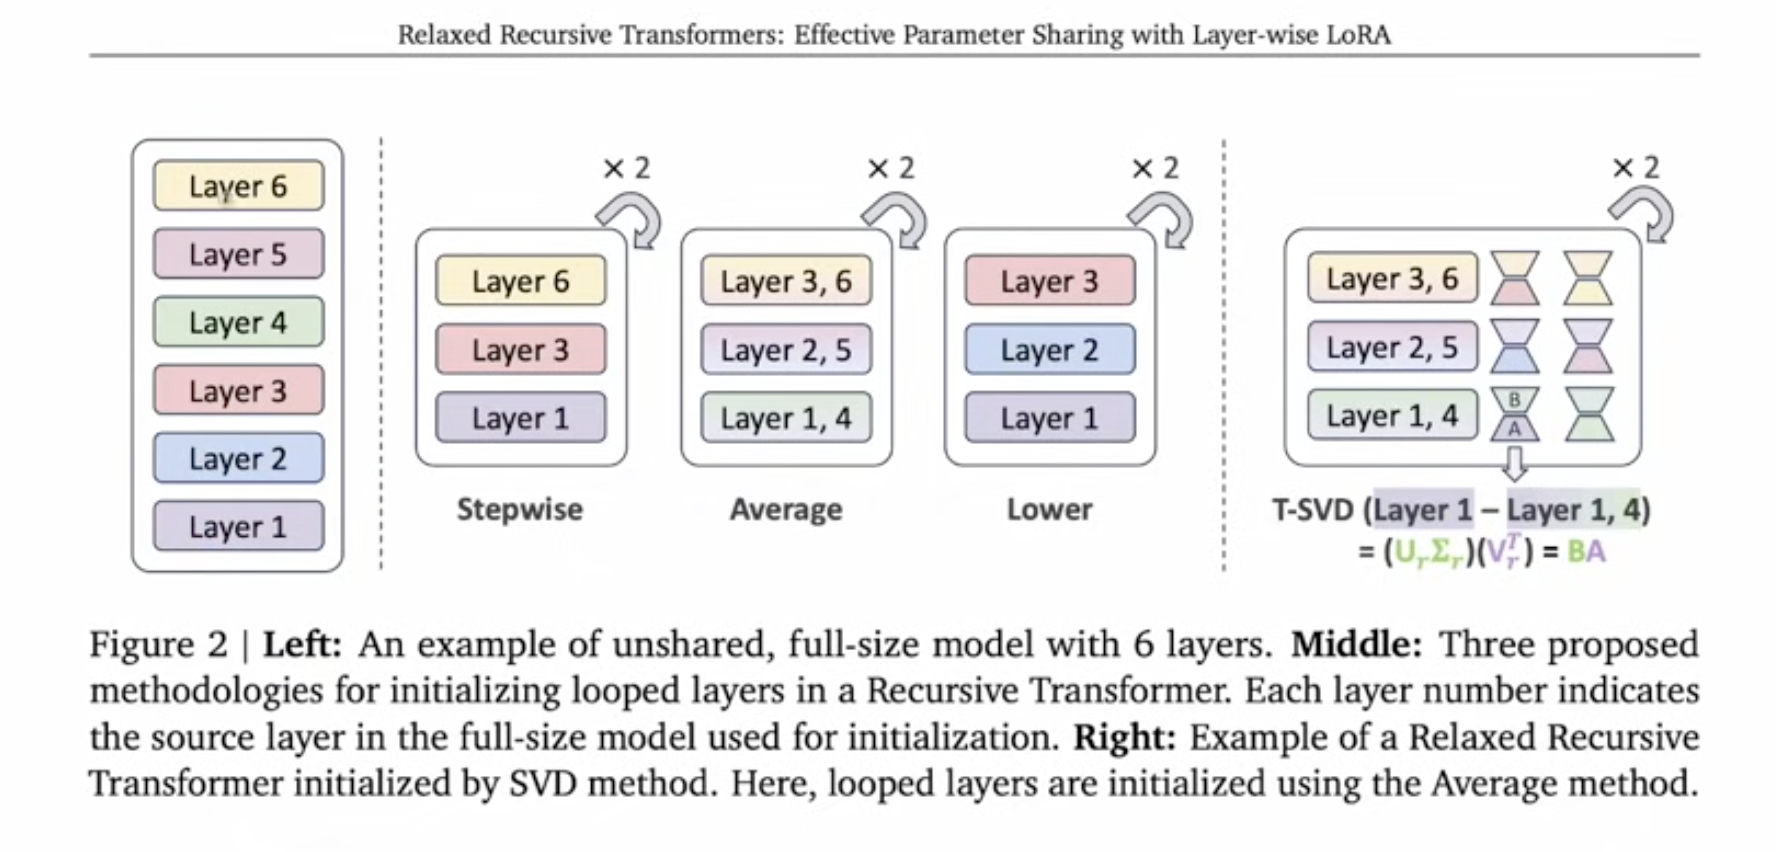 Relaxed Recursive Transformers: Effective Parameter Sharing with Layer-wise LoRA
Layer 6
Layer 5
Layer 4
Layer 3
Layer 2
Layer 1
× 2
Layer 6
Layer 3
Layer 1
Stepwise
× 2
Layer 3, 6
Layer 2, 5
Layer 1, 4
Average
× 2
Layer 3
Layer 2
Layer 1
Lower
× 2
Layer 3, 6
Layer 2, 5
Layer 1, 4
B
A
T-SVD (Layer 1 – Layer 1, 4)
= (UᵣΣᵣ)(Vᵣᵀ) = BA
Figure 2 | Left: An example of unshared, full-size model with 6 layers. Middle: Three proposed
methodologies for initializing looped layers in a Recursive Transformer. Each layer number indicates
the source layer in the full-size model used for initialization. Right: Example of a Relaxed Recursive
Transformer initialized by SVD method. Here, looped layers are initialized using the Average method.